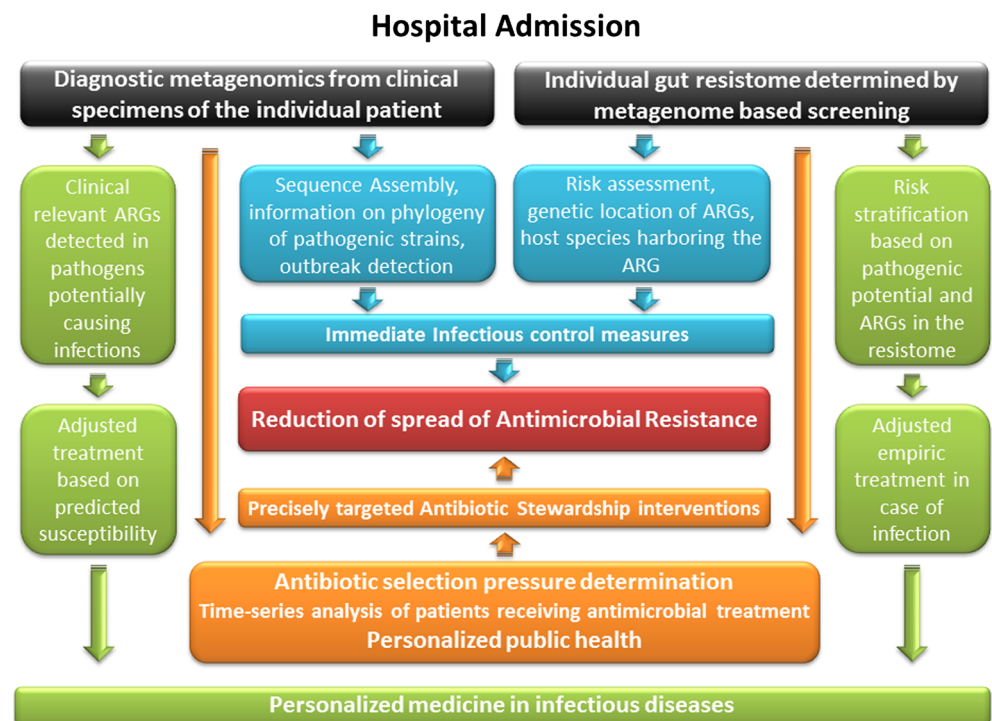 Hospital Admission
Diagnostic metagenomics from clinical
specimens of the individual patient
Individual gut resistome determined by
metagenome based screening
Clinical
relevant ARGs
detected in
pathogens
potentially
causing
infections
Sequence Assembly,
information on phylogeny
of pathogenic strains,
outbreak detection
Risk assessment,
genetic location of ARGs,
host species harboring the
ARG
Risk
stratification
based on
pathogenic
potential and
ARGs in the
resistome
Immediate Infectious control measures
Reduction of spread of Antimicrobial Resistance
Adjusted
treatment
based on
predicted
susceptibility
Adjusted
empiric
treatment in
case of
infection
Precisely targeted Antibiotic Stewardship interventions
Antibiotic selection pressure determination
Time-series analysis of patients receiving antimicrobial treatment
Personalized public health
Personalized medicine in infectious diseases